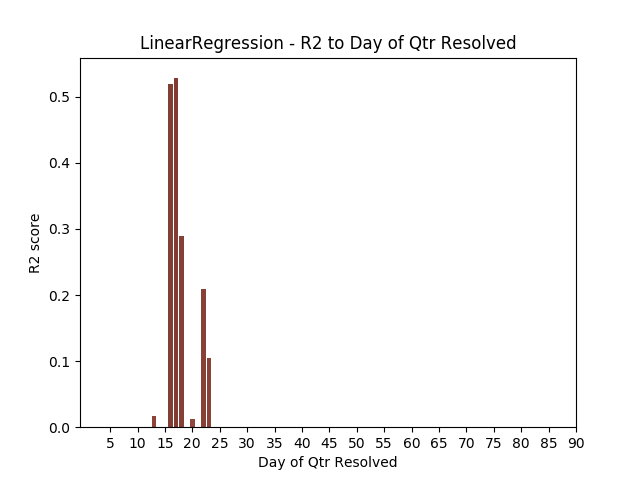 LinearRegression - R2 to Day of Qtr Resolved
0.5
0.4
0.3
0.2
0.1
0.0
R2 score
5 10 15 20 25 30 35 40 45 50 55 60 65 70 75 80 85 90
Day of Qtr Resolved